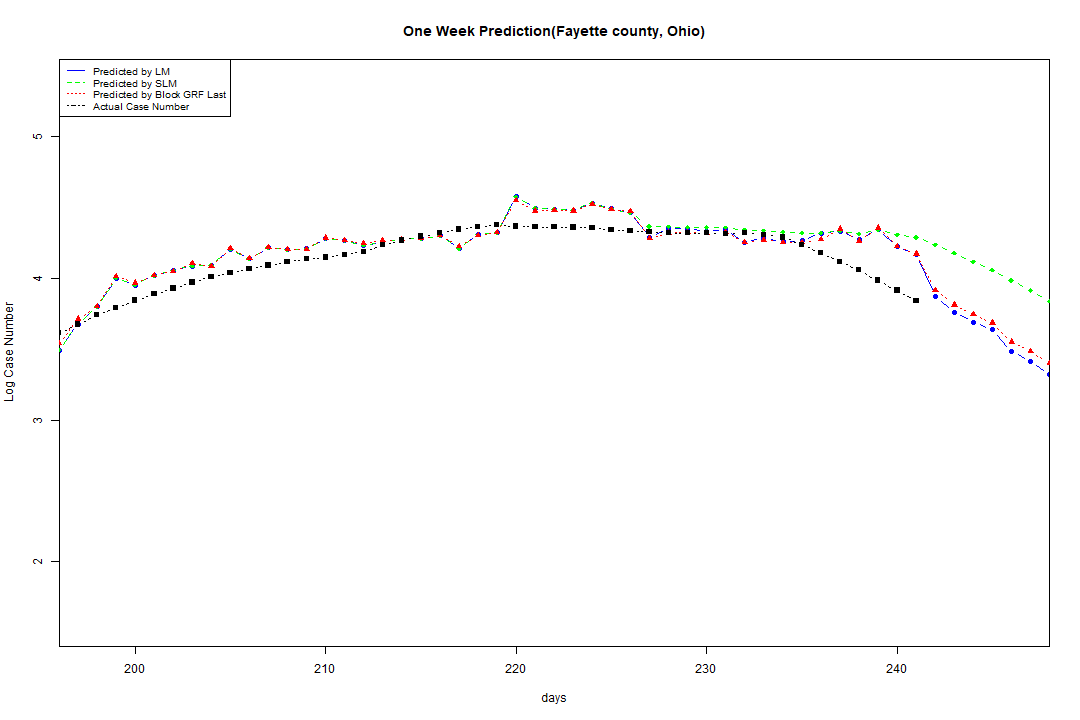 One Week Prediction(Fayette county, Ohio)
Predicted by LM
Predicted by SLM
Predicted by Block GRF Last
Actual Case Number
5
4
3
2
Log Case Number
200 210 220 230 240
days